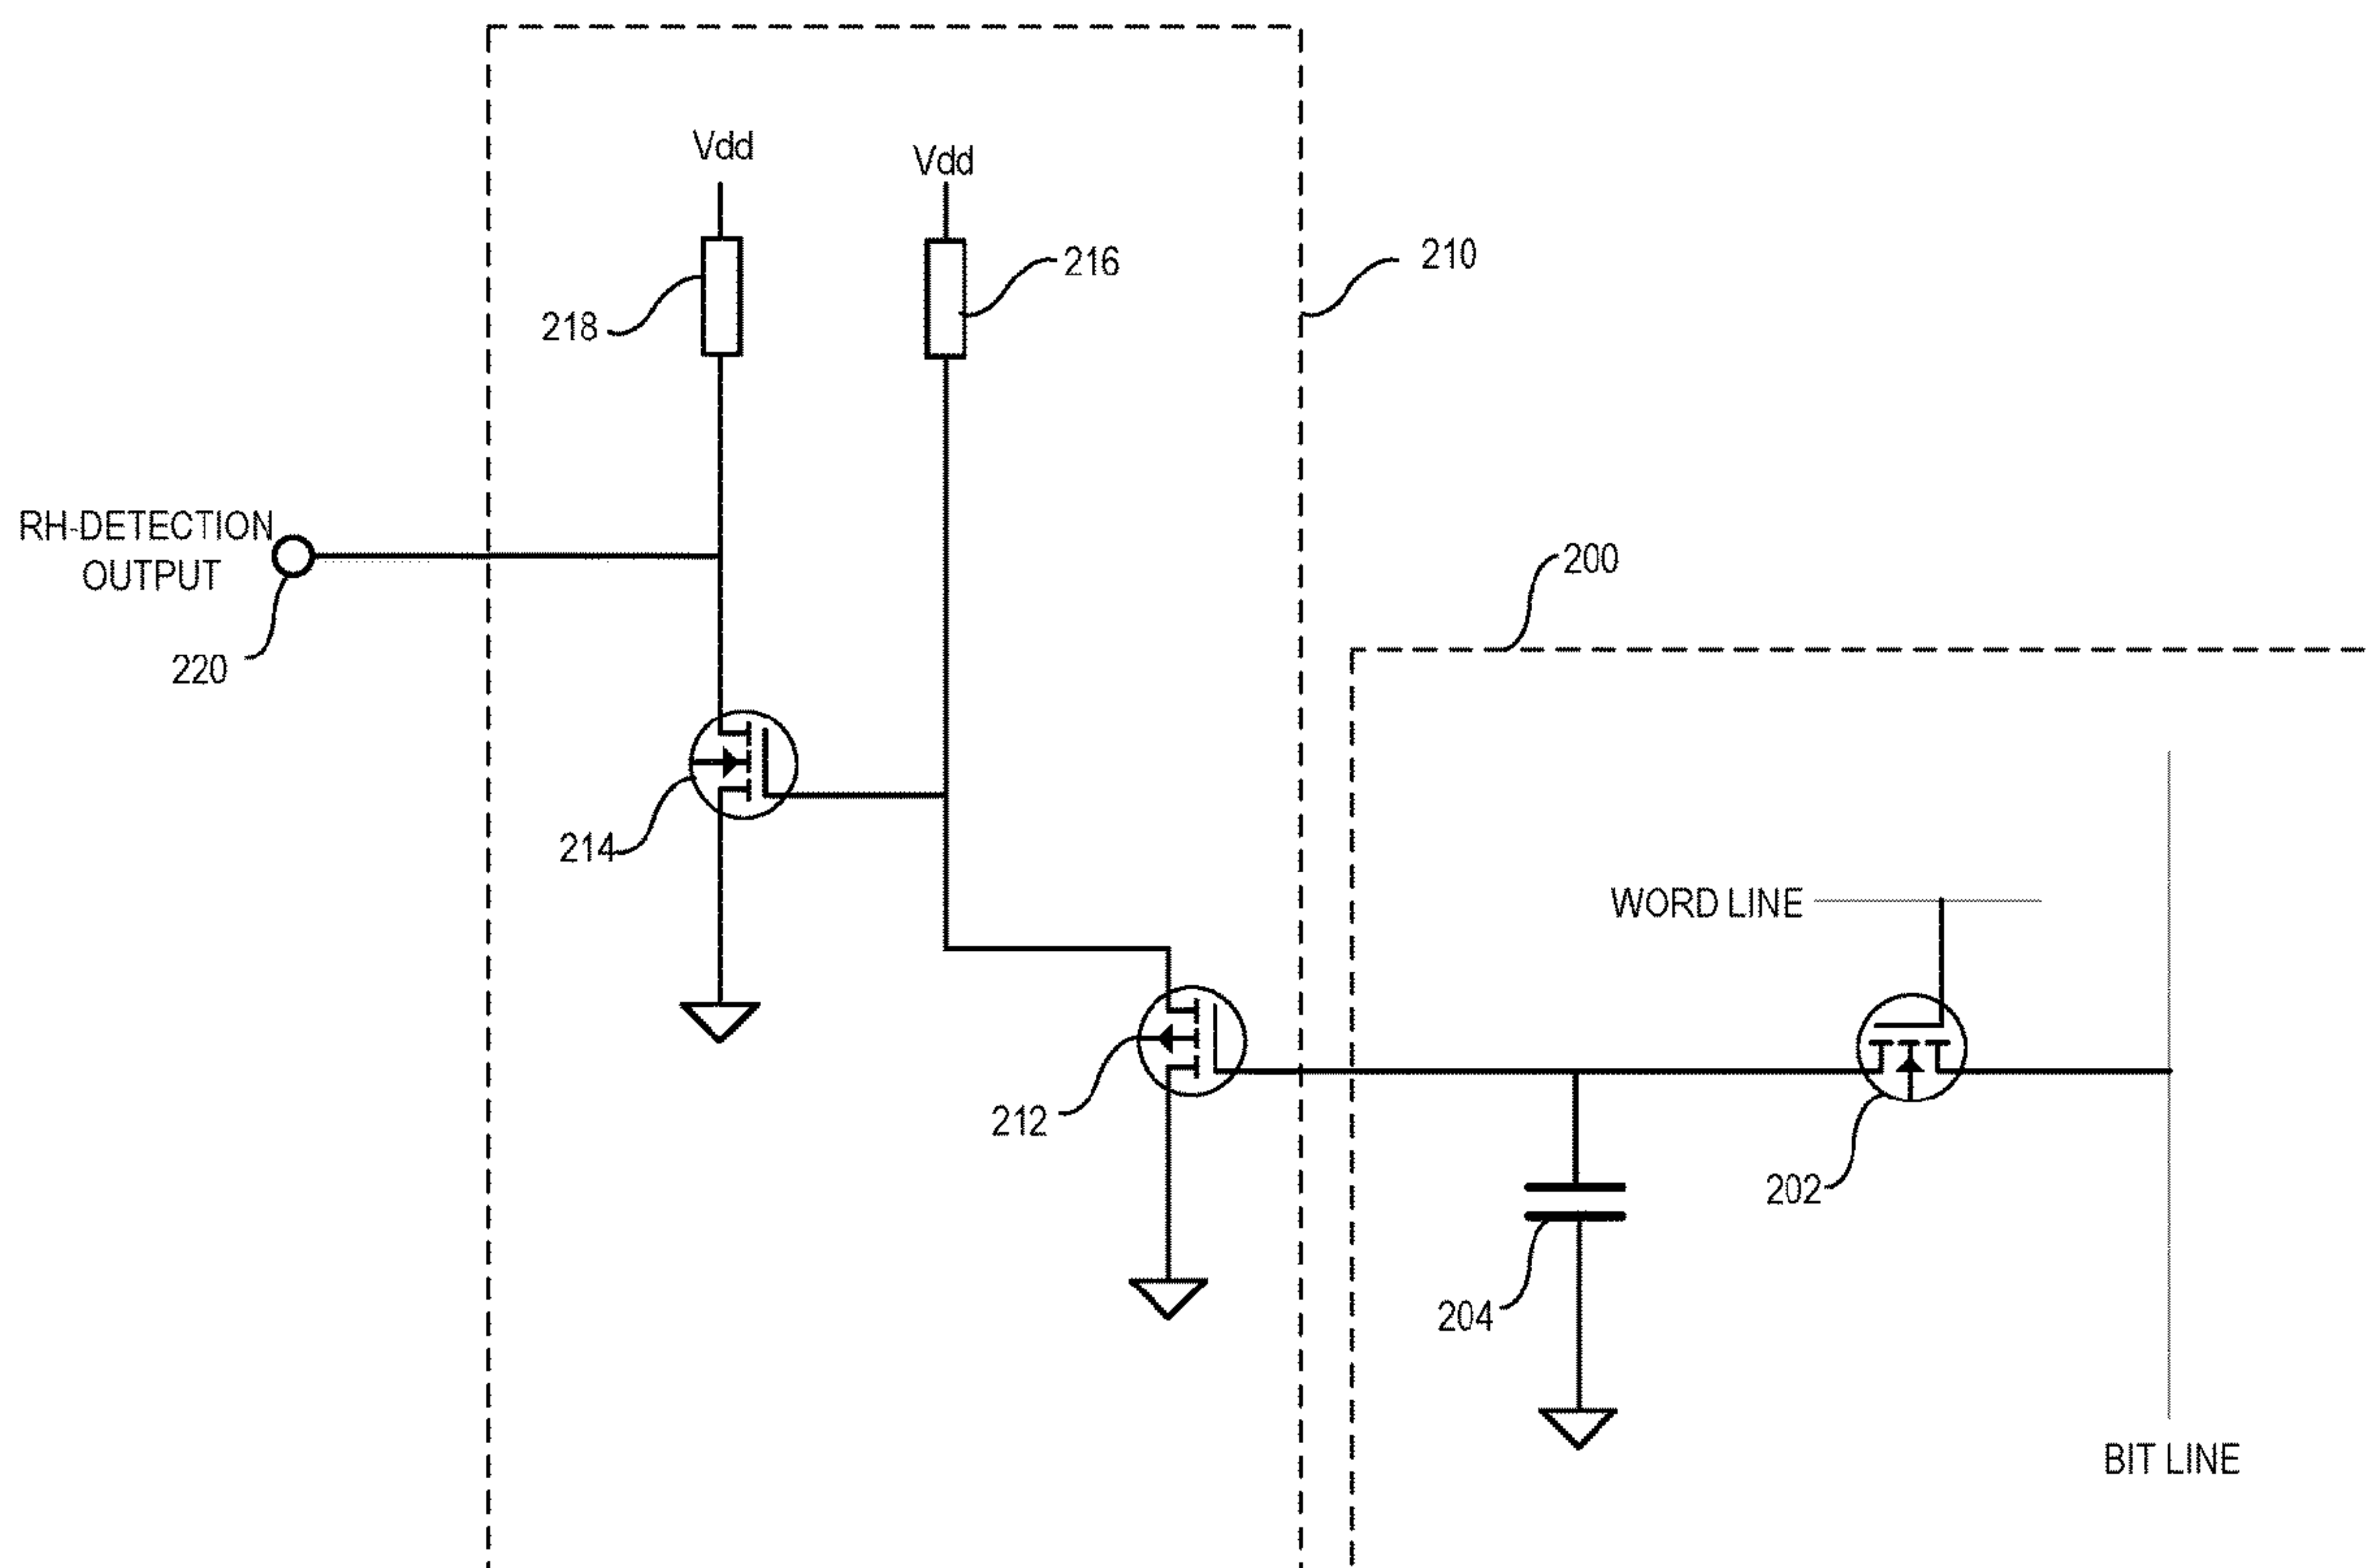 Vdd
Vdd
210
216
218
RH-DETECTION
OUTPUT
200
220
214
WORD LINE
212
202
204
BIT LINE